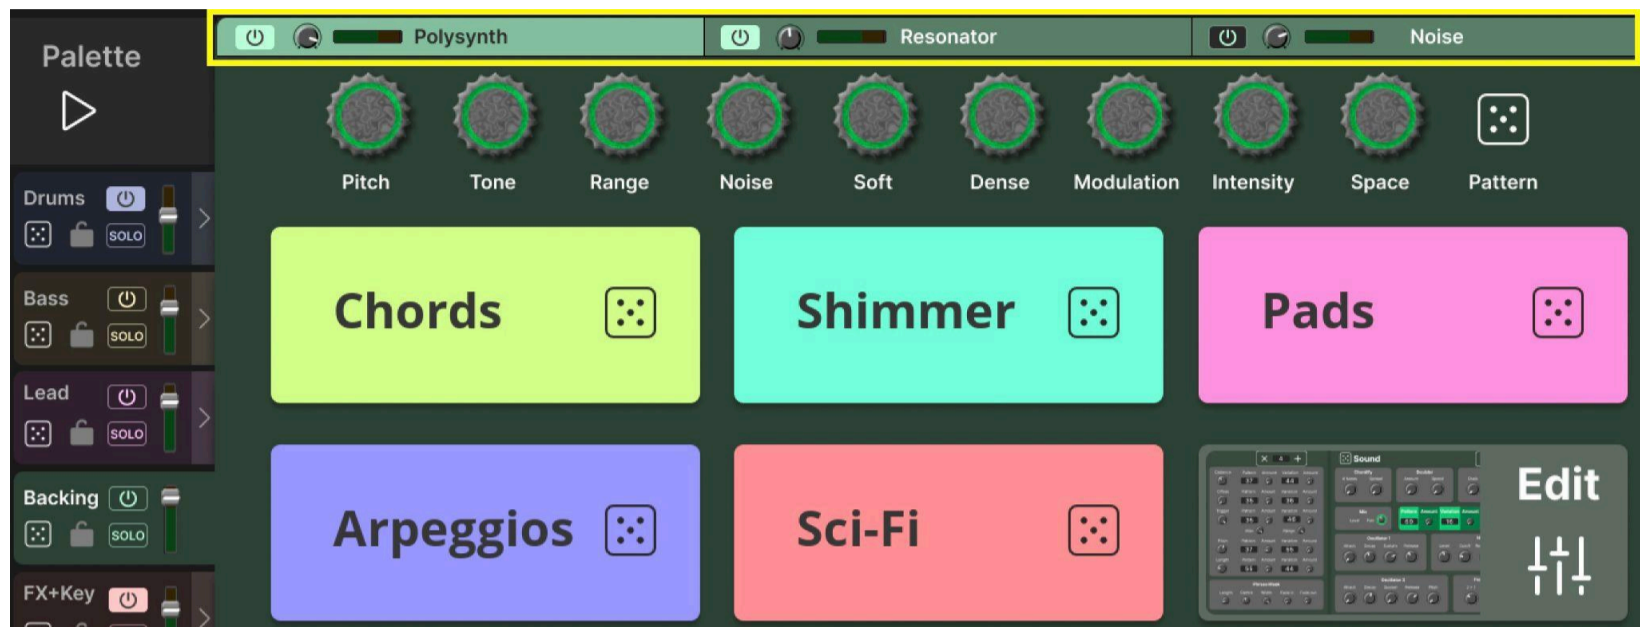 Palette
Polysynth
Resonator
Noise
Pitch
Tone
Range
Noise
Soft
Dense
Modulation
Intensity
Space
Pattern
Drums
SOLO
Bass
SOLO
Lead
SOLO
Backing
SOLO
FX+Key
Chords
Shimmer
Pads
Arpeggios
Sci-Fi
Sound
Edit